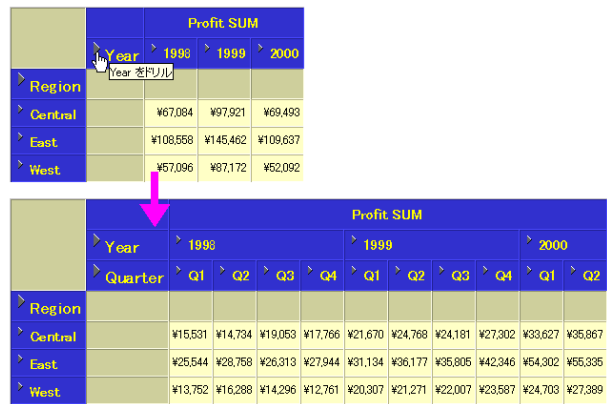 Profit SUM
Year 1998 1999 2000
Year をドリル
Region
Central ¥67,084 ¥97,921 ¥69,493
East ¥108,558 ¥145,462 ¥109,637
West ¥57,096 ¥87,172 ¥52,092
Profit SUM
Year 1998 1999 2000
Quarter Q1 Q2 Q3 Q4 Q1 Q2 Q3 Q4 Q1 Q2
Region
Central ¥15,531 ¥14,734 ¥19,053 ¥17,766 ¥21,670 ¥24,768 ¥24,181 ¥27,302 ¥33,627 ¥35,867
East ¥25,544 ¥28,758 ¥26,313 ¥27,944 ¥31,134 ¥36,177 ¥35,805 ¥42,346 ¥54,302 ¥55,335
West ¥13,752 ¥16,288 ¥14,296 ¥12,761 ¥20,307 ¥21,271 ¥22,007 ¥23,587 ¥24,703 ¥27,389